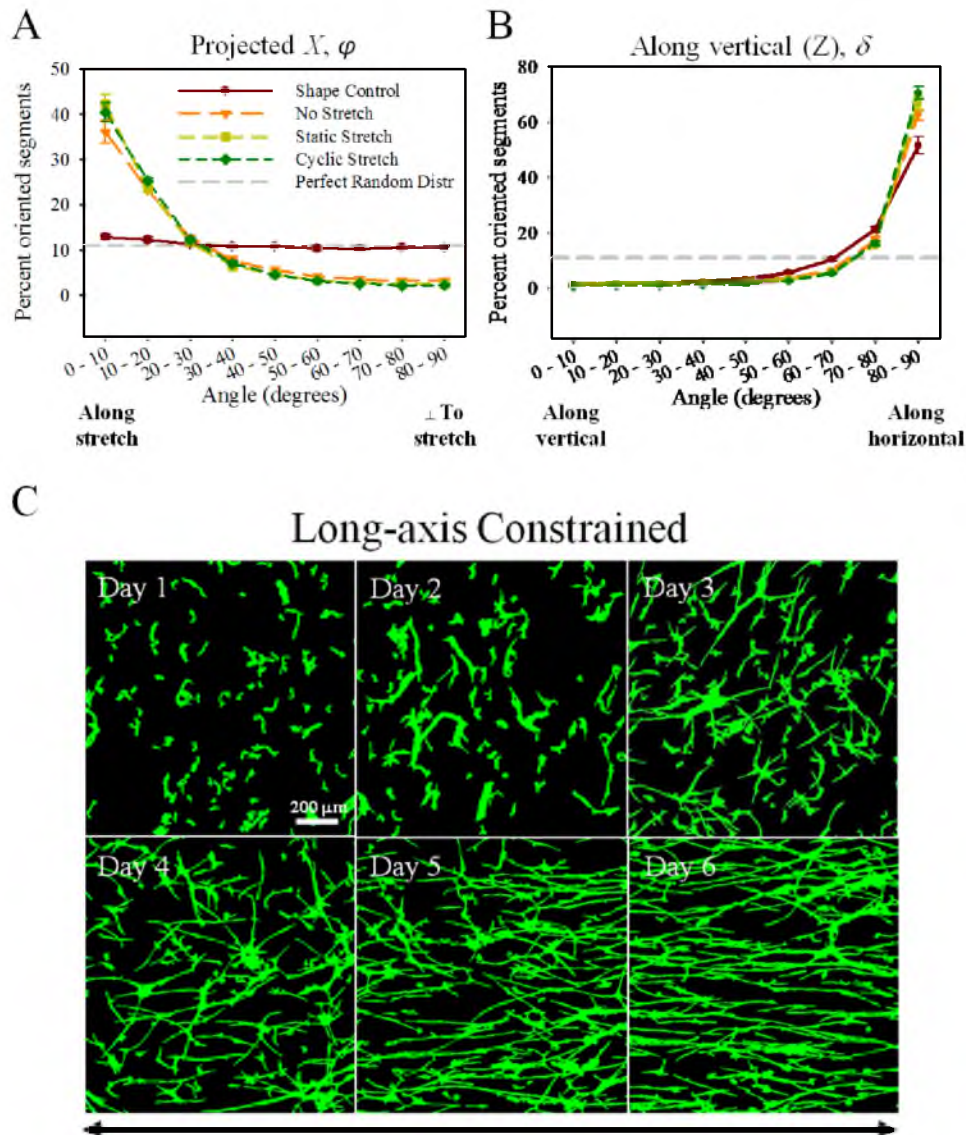 A
Projected X, φ
Percent oriented segments
50
40
30
20
10
0
Shape Control
No Stretch
Static Stretch
Cyclic Stretch
Perfect Random Distr
0 - 10
10 - 20
20 - 30
30 - 40
40 - 50
50 - 60
60 - 70
70 - 80
80 - 90
Angle (degrees)
Along
stretch
⊥ To
stretch
B
Along vertical (Z), δ
Percent oriented segments
80
60
40
20
0
0 - 10
10 - 20
20 - 30
30 - 40
40 - 50
50 - 60
60 - 70
70 - 80
80 - 90
Angle (degrees)
Along
vertical
Along
horizontal
C
Long-axis Constrained
Day 1
200 μm
Day 2
Day 3
Day 4
Day 5
Day 6